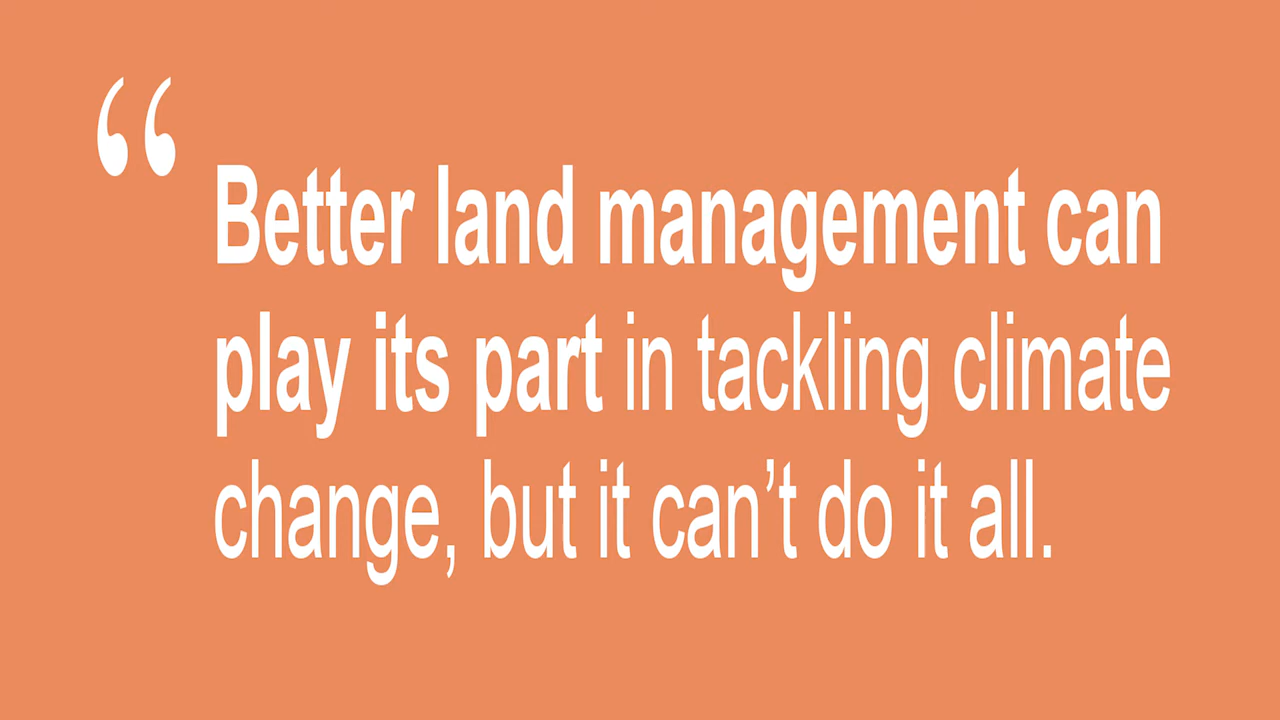 “Better land management can
play its part in tackling climate
change, but it can’t do it all.